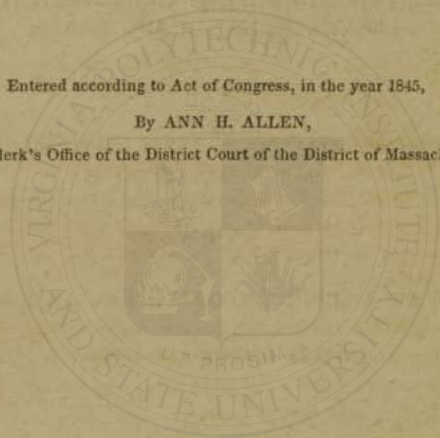 Entered according to Act of Congress, in the year 1845,
By ANN H. ALLEN,
lerk's Office of the District Court of the District of Massac
VIRGINIA POLYTECHNIC INSTITUTE
AND STATE UNIVERSITY
UT PROSIM